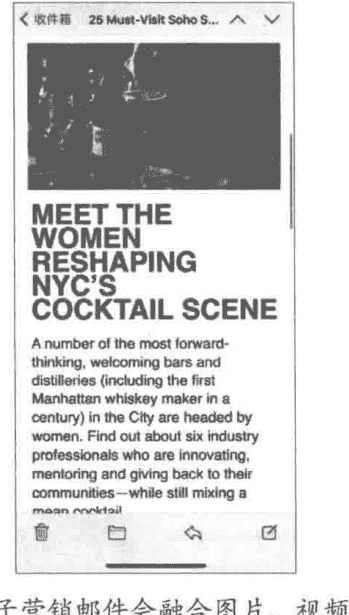 收件箱 25 Must-Visit Soho S...
MEET THE
WOMEN
RESHAPING
NYC'S
COCKTAIL SCENE
A number of the most forward-
thinking, welcoming bars and
distilleries (including the first
Manhattan whiskey maker in a
century) in the City are headed by
women. Find out about six industry
professionals who are innovating,
mentoring and giving back to their
communities—while still mixing a
mean cocktail
子营销邮件会融合图片、视频